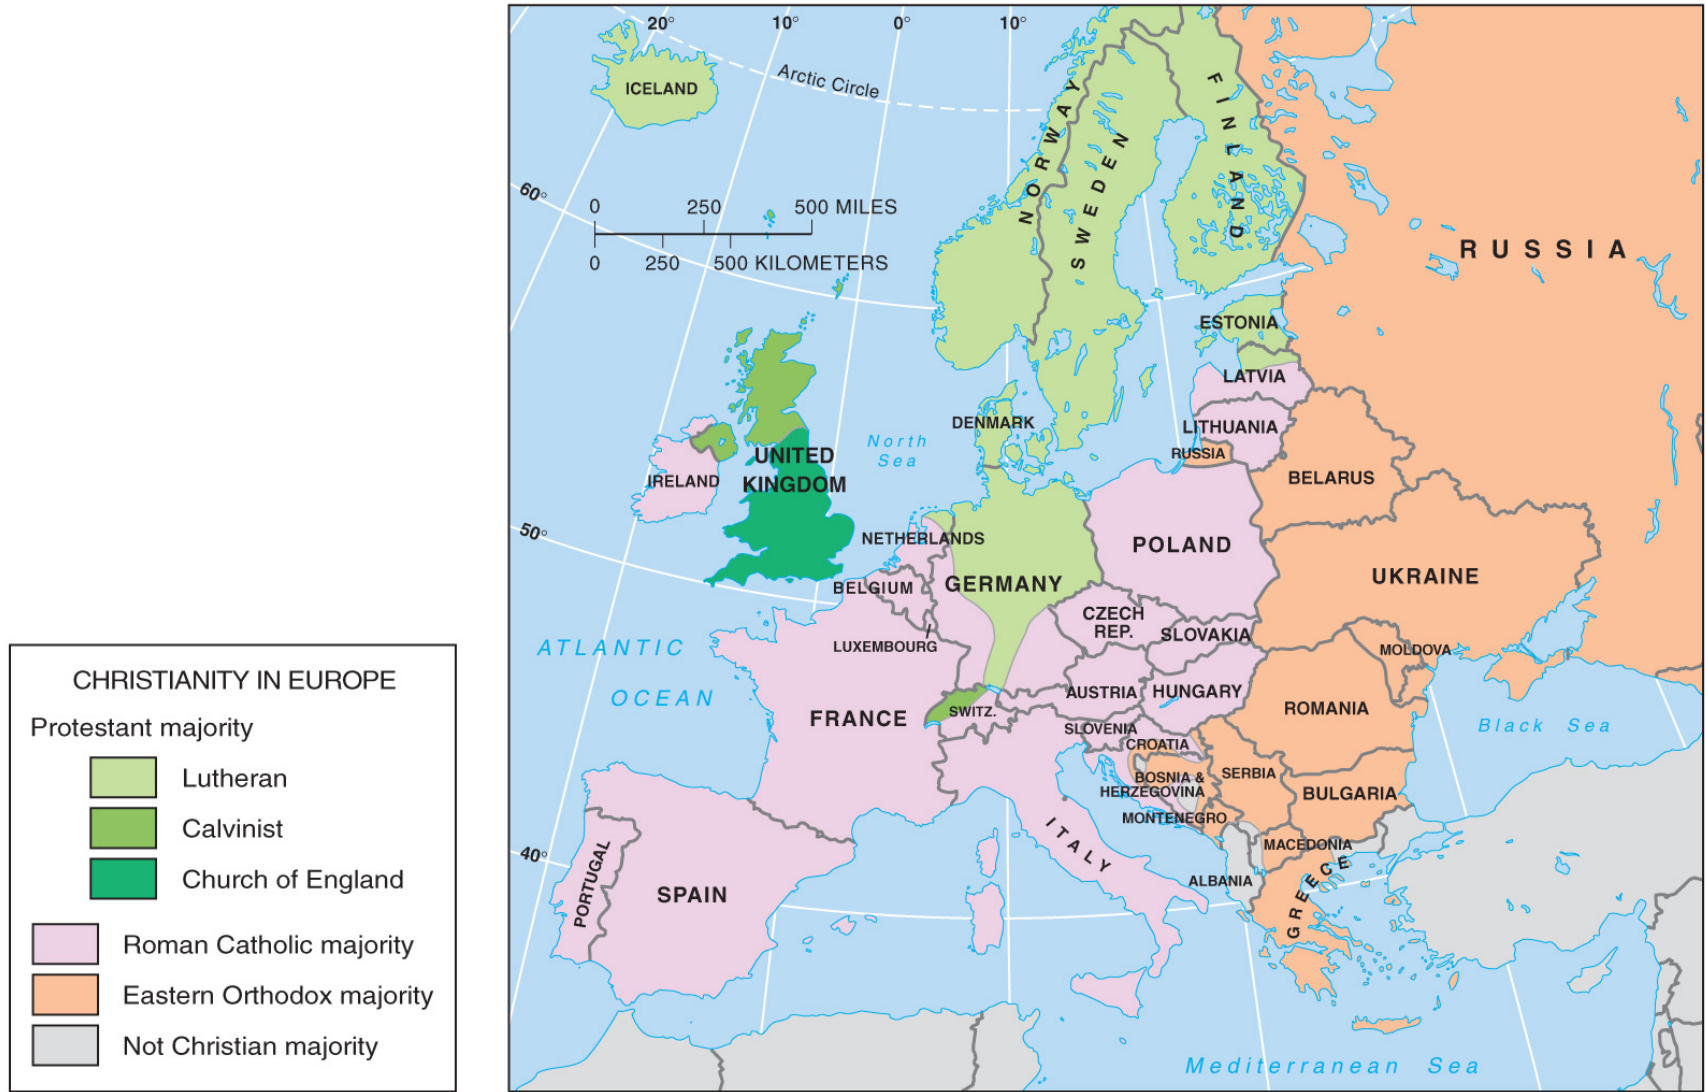 CHRISTIANITY IN EUROPE
Protestant majority
Lutheran
Calvinist
Church of England
Roman Catholic majority
Eastern Orthodox majority
Not Christian majority
20°
10°
0°
10°
Arctic Circle
60°
50°
40°
0 250 500 MILES
0 250 500 KILOMETERS
ICELAND
NORWAY
SWEDEN
FINLAND
RUSSIA
ESTONIA
LATVIA
LITHUANIA
RUSSIA
DENMARK
North
Sea
UNITED
KINGDOM
IRELAND
BELARUS
NETHERLANDS
POLAND
GERMANY
BELGIUM
UKRAINE
CZECH
REP.
SLOVAKIA
LUXEMBOURG
MOLDOVA
ATLANTIC
OCEAN
FRANCE
SWITZ.
AUSTRIA
HUNGARY
ROMANIA
SLOVENIA
CROATIA
Black Sea
BOSNIA &
HERZEGOVINA
SERBIA
BULGARIA
MONTENEGRO
MACEDONIA
ALBANIA
GREECE
ITALY
PORTUGAL
SPAIN
Mediterranean Sea